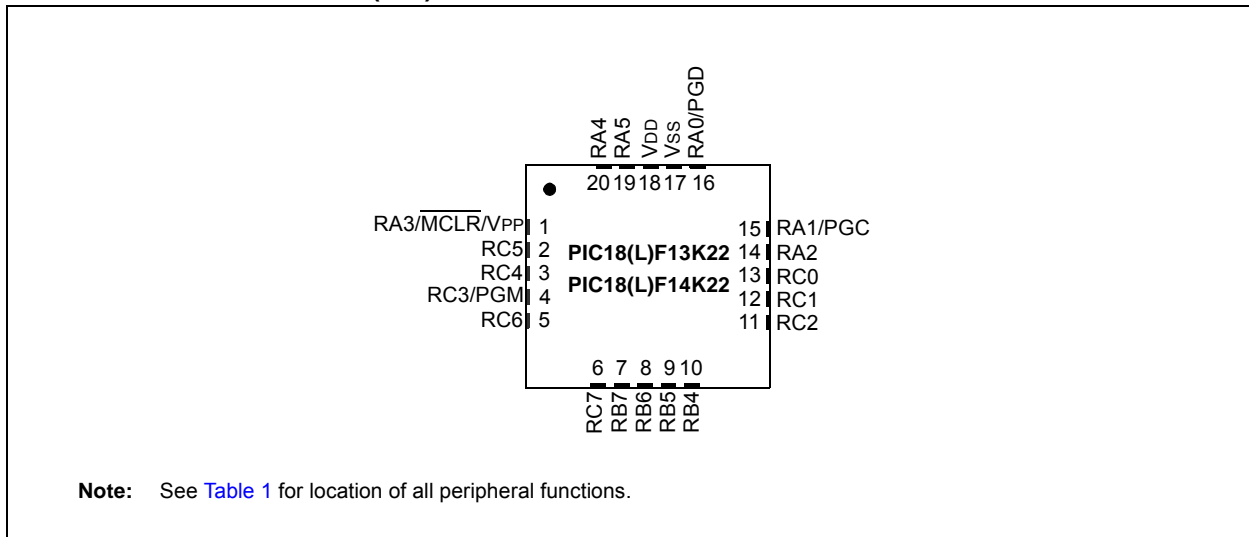 RA4
RA5
VDD
VSS
RA0/PGD
20 19 18 17 16
RA3/MCLR/VPP 1
RC5 2
RC4 3
RC3/PGM 4
RC6 5
PIC18(L)F13K22
PIC18(L)F14K22
15 RA1/PGC
14 RA2
13 RC0
12 RC1
11 RC2
6 7 8 9 10
RC7
RB7
RB6
RB5
RB4
Note: See Table 1 for location of all peripheral functions.